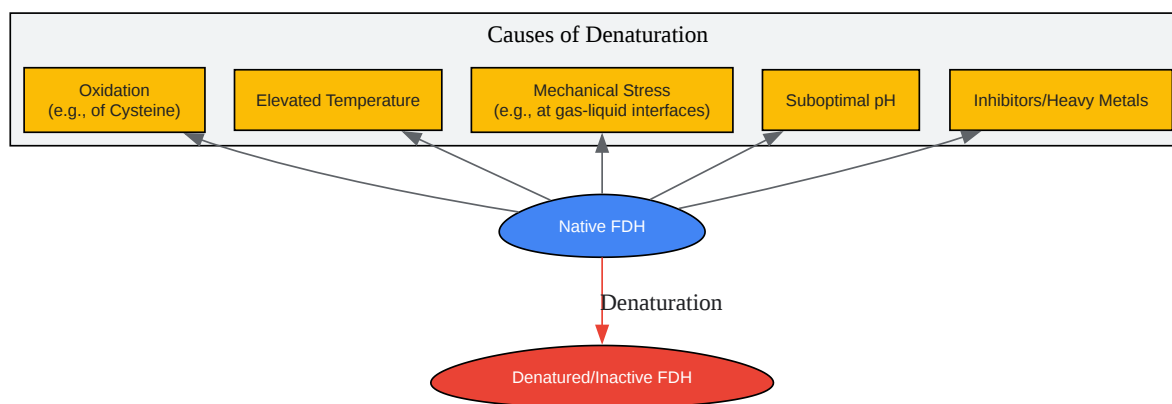 Causes of Denaturation
Oxidation
(e.g., of Cysteine)
Elevated Temperature
Mechanical Stress
(e.g., at gas-liquid interfaces)
Suboptimal pH
Inhibitors/Heavy Metals
Native FDH
Denaturation
Denatured/Inactive FDH